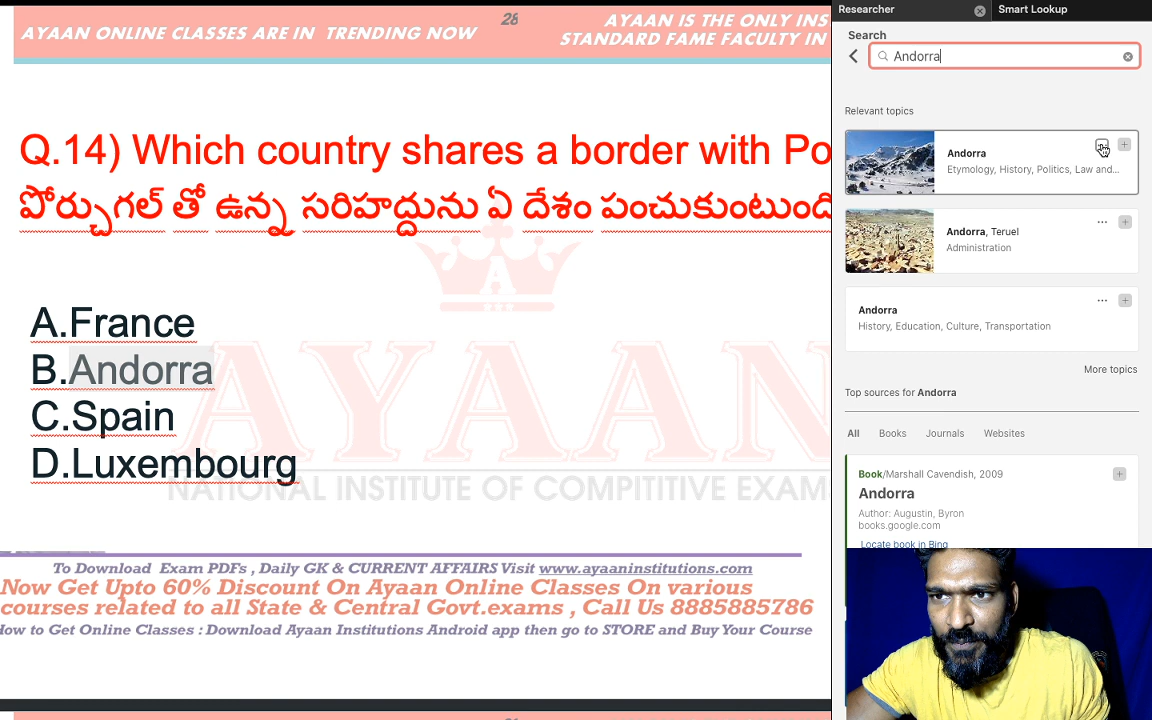 28
AYAAN ONLINE CLASSES ARE IN TRENDING NOW
AYAAN IS THE ONLY INS
STANDARD FAME FACULTY IN
Q.14) Which country shares a border with Po
పోర్చుగల్ తో ఉన్న సరిహద్దును ఏ దేశం పంచుకుంటుంది
A.France
B.Andorra
C.Spain
D.Luxembourg
AYAAN
NATIONAL INSTITUTE OF COMPITITIVE EXAM
To Download Exam PDFs , Daily GK & CURRENT AFFAIRS Visit www.ayaaninstitutions.com
Now Get Upto 60% Discount On Ayaan Online Classes On various
courses related to all State & Central Govt.exams , Call Us 8885885786
How to Get Online Classes : Download Ayaan Institutions Android app then go to STORE and Buy Your Course
Researcher
Smart Lookup
Search
Andorra
Relevant topics
Andorra
Etymology, History, Politics, Law and...
Andorra, Teruel
Administration
Andorra
History, Education, Culture, Transportation
More topics
Top sources for Andorra
All Books Journals Websites
Book/Marshall Cavendish, 2009
Andorra
Author: Augustin, Byron
books.google.com
Locate book in Bing